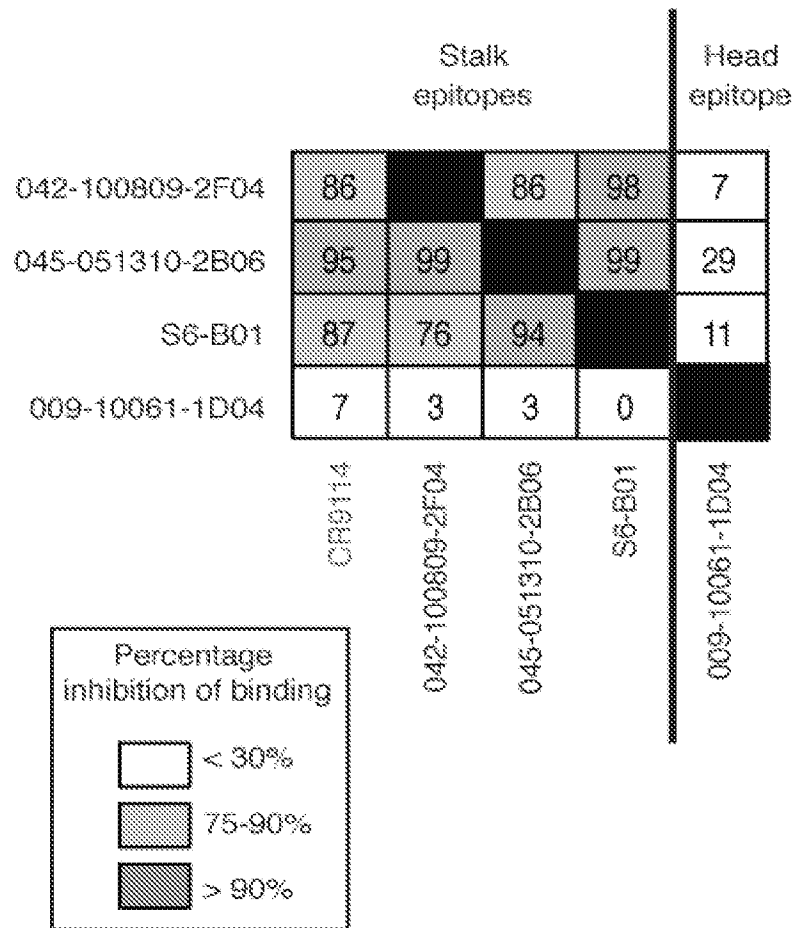 Stalk epitopes
Head epitope
042-100809-2F04 86 86 98 7
045-051310-2B06 95 99 99 29
S6-B01 87 76 94 11
009-10061-1D04 7 3 3 0
CR9114
042-100809-2F04
045-051310-2B06
S6-B01
009-10061-1D04
Percentage
inhibition of binding
< 30%
75-90%
> 90%